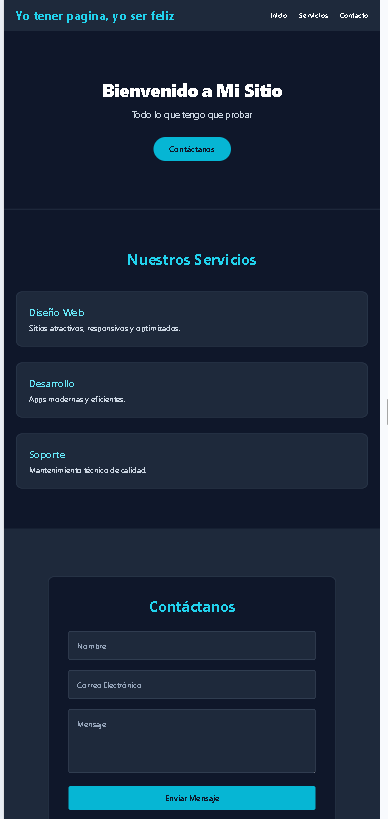 Yo tener pagina, yo ser feliz
Inicio Servicios Contacto
Bienvenido a Mi Sitio
Todo lo que tengo que probar
Contáctanos
Nuestros Servicios
Diseño Web
Sitios atractivos, responsivos y optimizados.
Desarrollo
Apps modernas y eficientes.
Soporte
Mantenimiento técnico de calidad.
Contáctanos
Nombre
Correo Electrónico
Mensaje
Enviar Mensaje